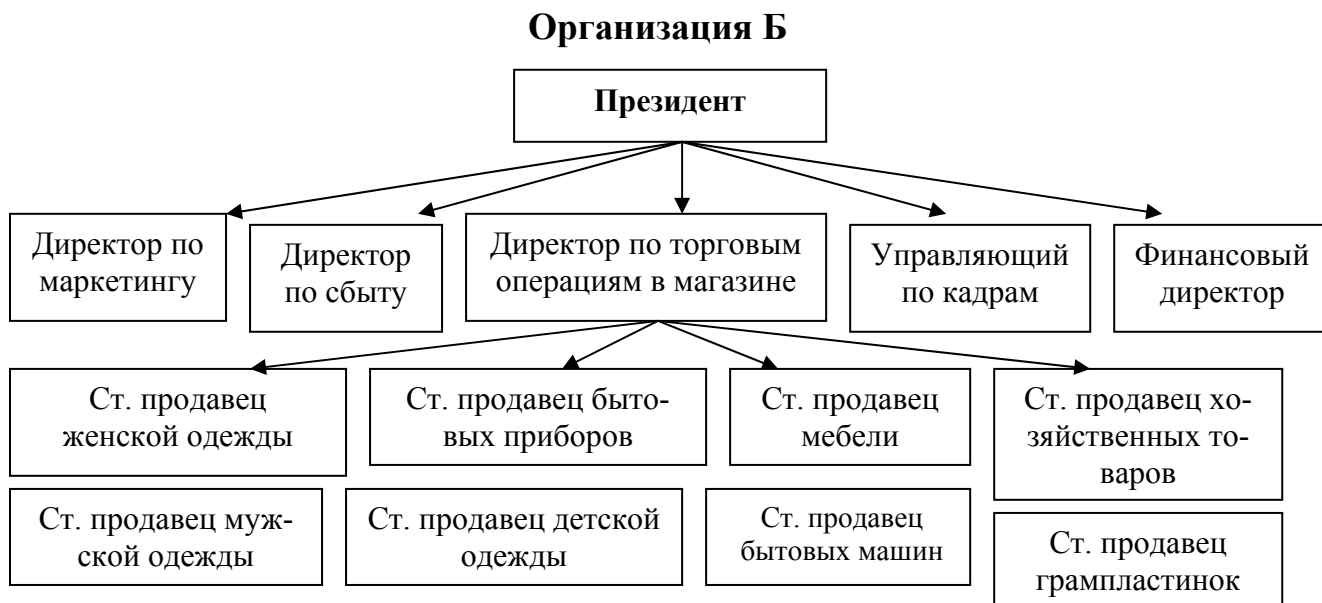 Организация Б
Президент
Директор по
маркетингу
Директор
по сбыту
Директор по торговым
операциям в магазине
Управляющий
по кадрам
Финансовый
директор
Ст. продавец
женской одежды
Ст. продавец быто-
вых приборов
Ст. продавец
мебели
Ст. продавец хо-
зяйственных то-
варов
Ст. продавец муж-
ской одежды
Ст. продавец детской
одежды
Ст. продавец
бытовых машин
Ст. продавец
грампластинок